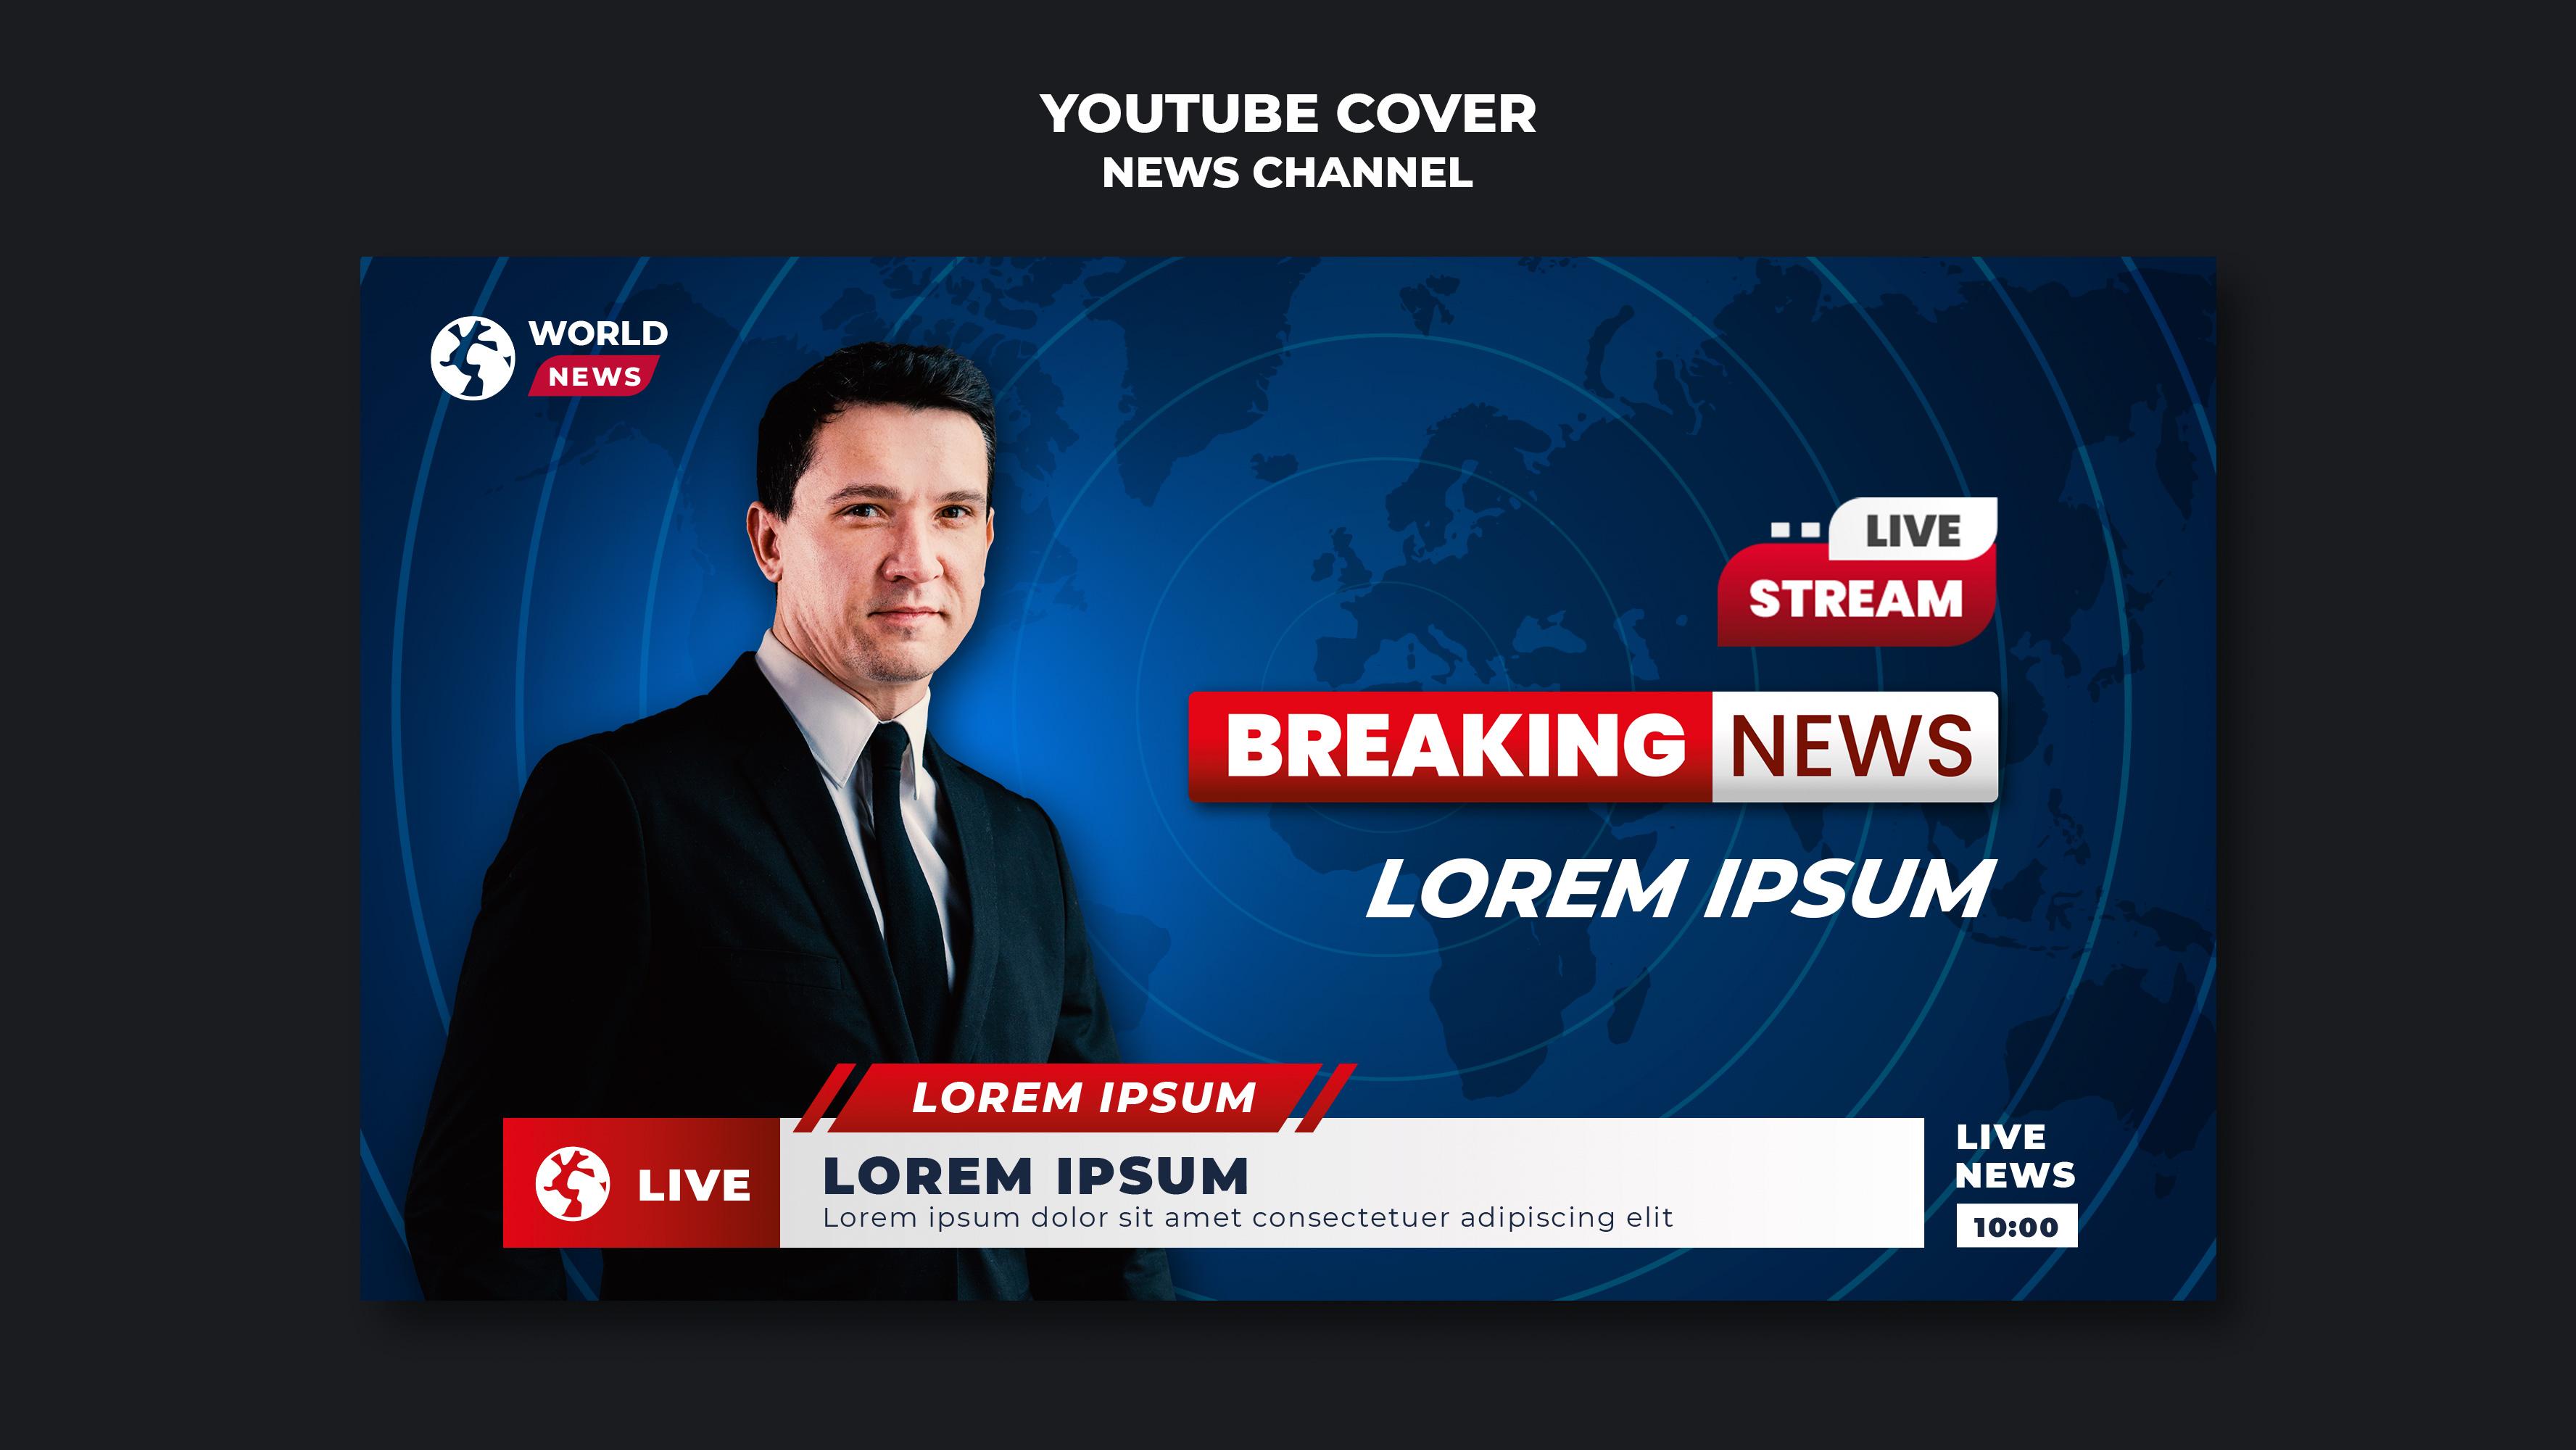 YOUTUBE COVER
NEWS CHANNEL
WORLD
NEWS
LIVE
STREAM
BREAKING NEWS
LOREM IPSUM
LOREM IPSUM
LIVE
LOREM IPSUM
Lorem ipsum dolor sit amet consectetuer adipiscing elit
LIVE
NEWS
10:00